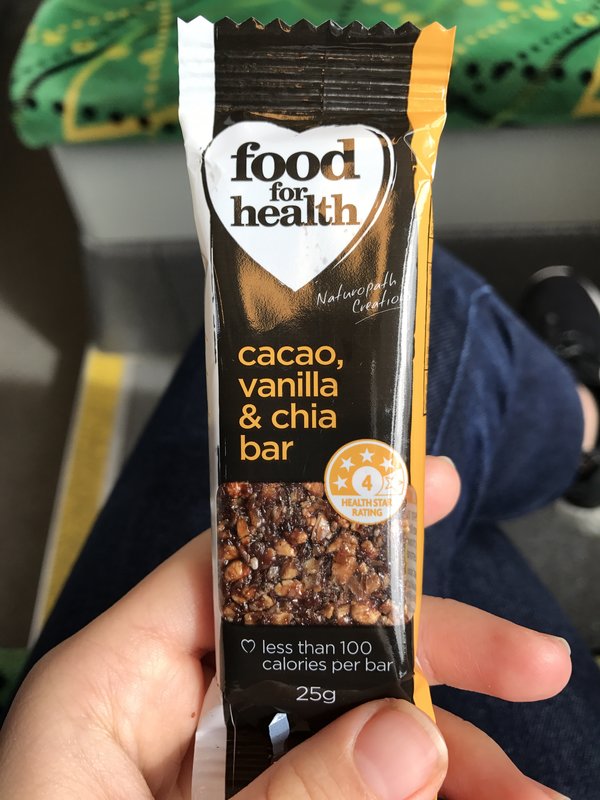 food
for
health
Naturopath
Creation
cacao,
vanilla
& chia
bar
4
HEALTH STAR
RATING
♡ less than 100
calories per bar
25g